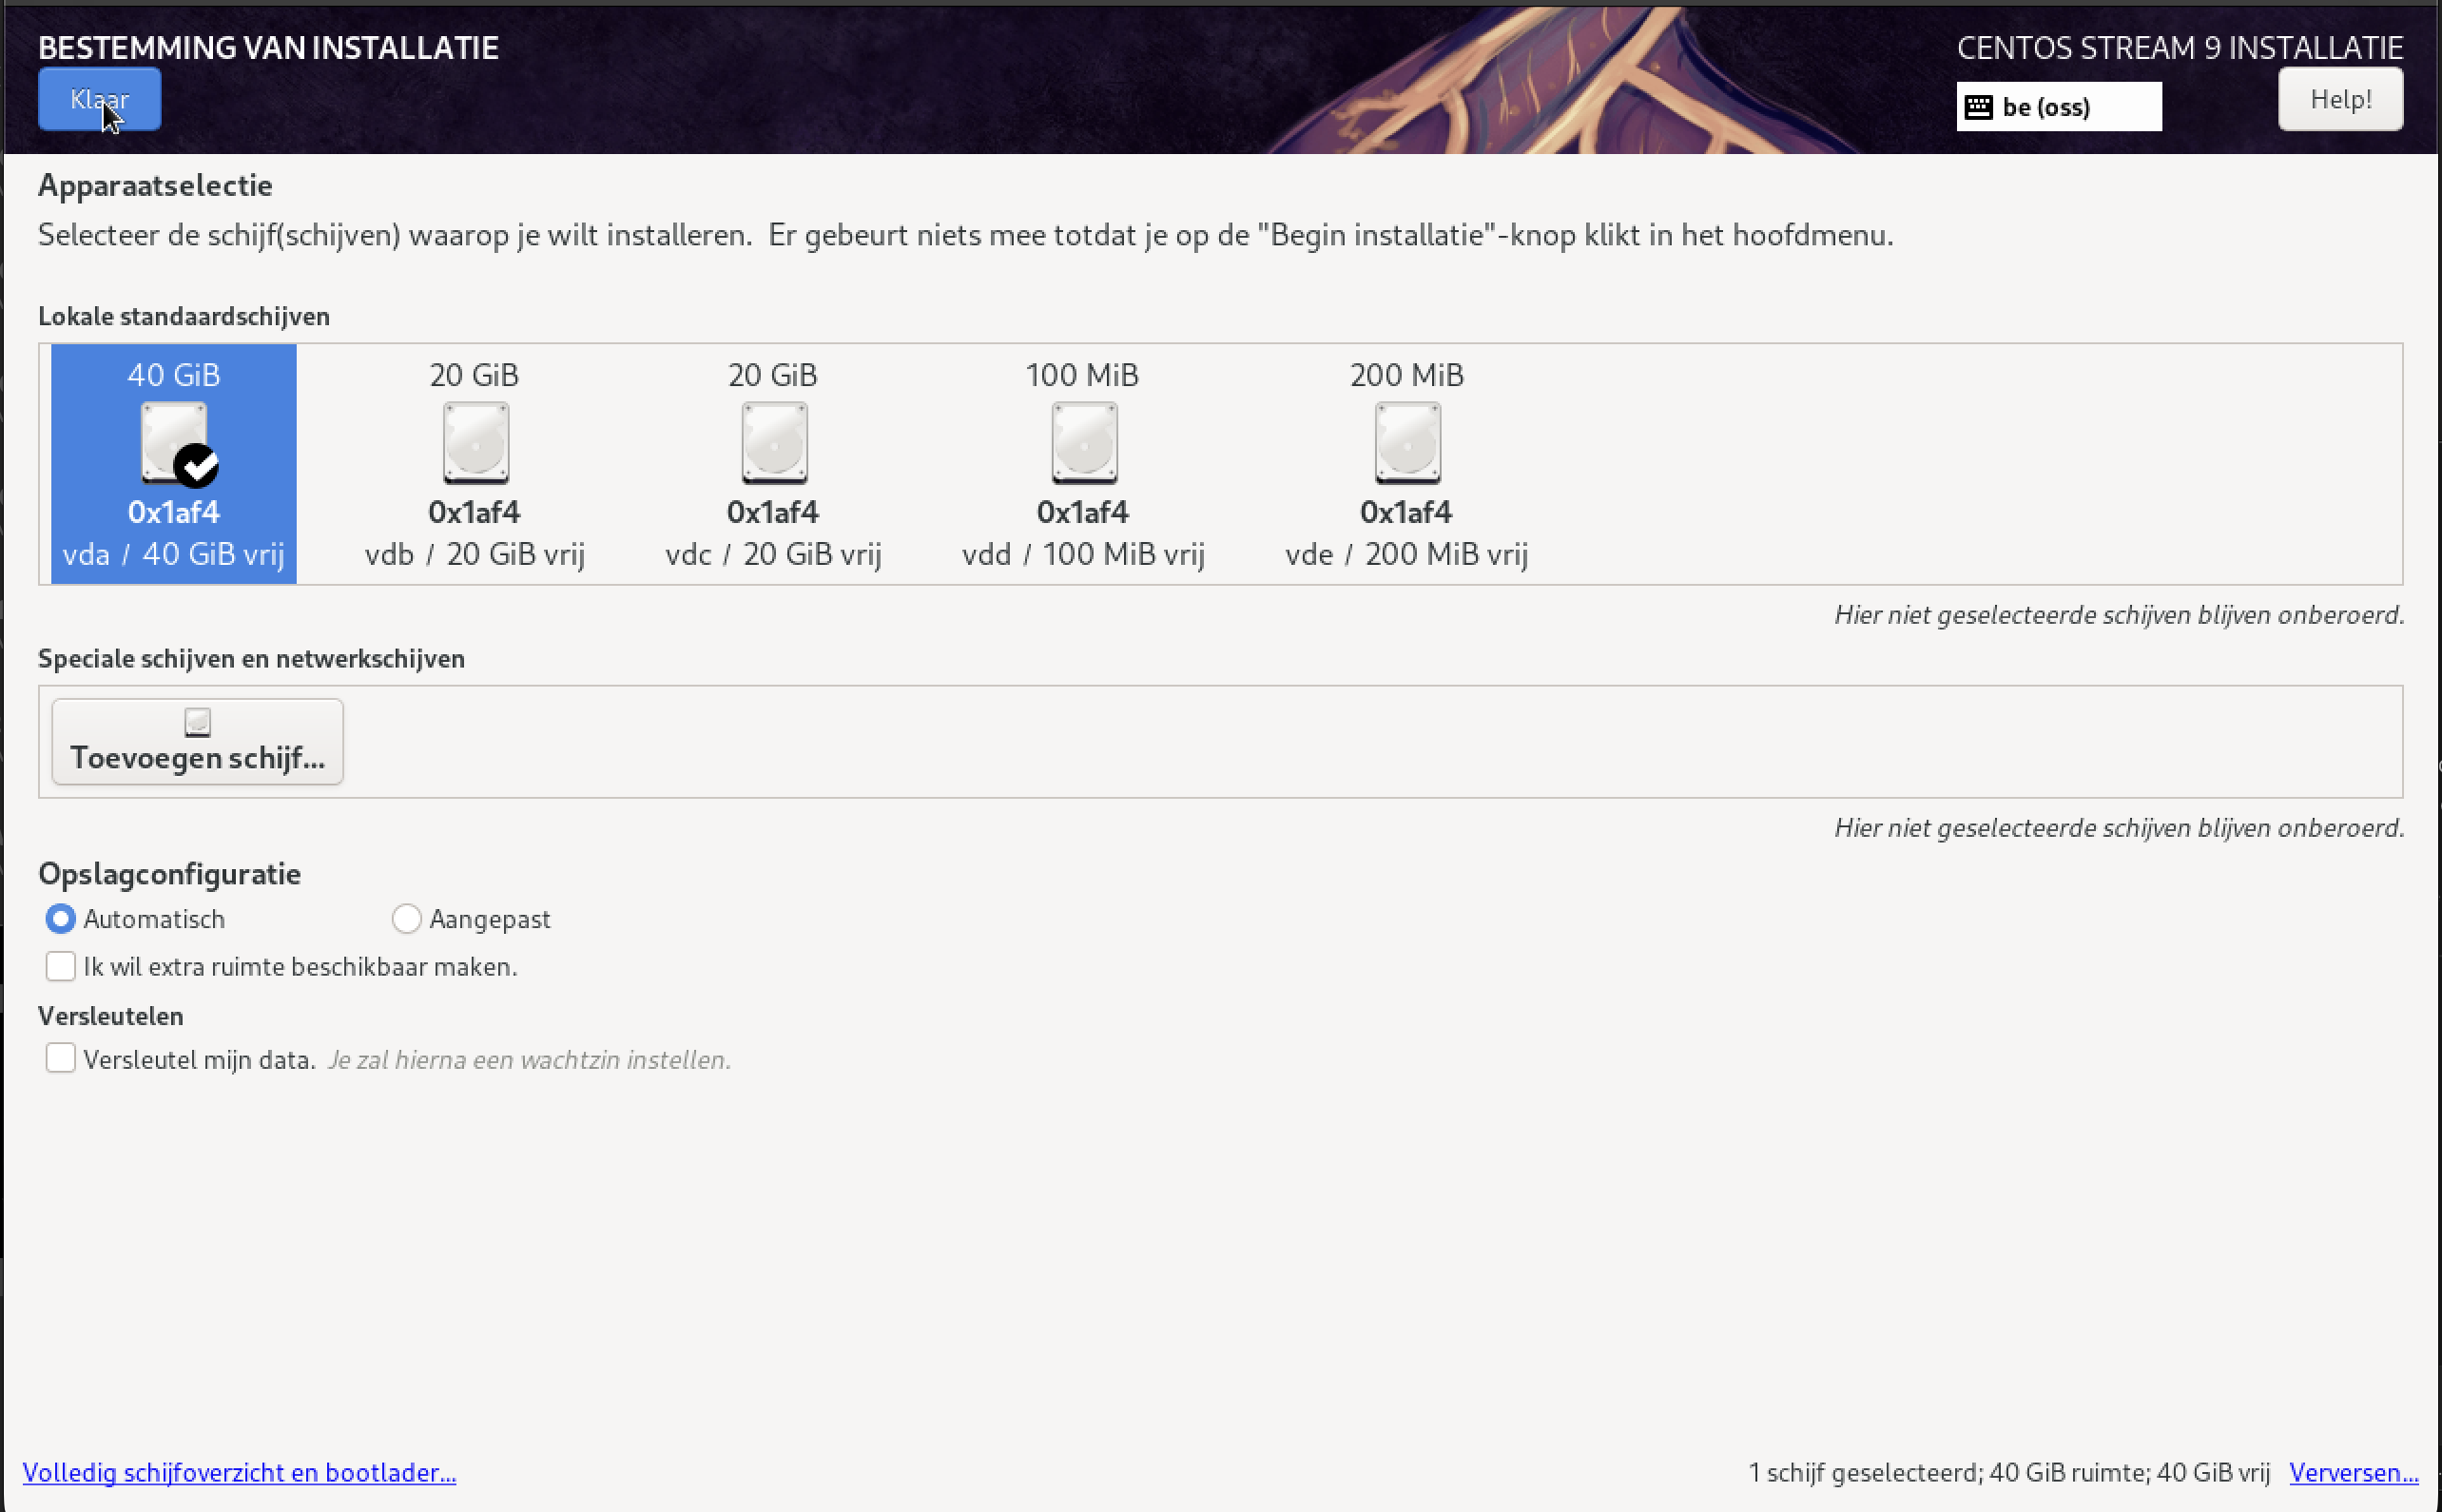 BESTEMMING VAN INSTALLATIE
CENTOS STREAM 9 INSTALLATIE
Klaar
be (oss)
Help!
Apparaatselectie
Selecteer de schijf(schijven) waarop je wilt installeren.  Er gebeurt niets mee totdat je op de "Begin installatie"-knop klikt in het hoofdmenu.
Lokale standaardschijven
40 GiB
0x1af4
vda / 40 GiB vrij
20 GiB
0x1af4
vdb / 20 GiB vrij
20 GiB
0x1af4
vdc / 20 GiB vrij
100 MiB
0x1af4
vdd / 100 MiB vrij
200 MiB
0x1af4
vde / 200 MiB vrij
Hier niet geselecteerde schijven blijven onberoerd.
Speciale schijven en netwerkschijven
Toevoegen schijf...
Hier niet geselecteerde schijven blijven onberoerd.
Opslagconfiguratie
Automatisch
Aangepast
Ik wil extra ruimte beschikbaar maken.
Versleutelen
Versleutel mijn data. Je zal hierna een wachtzin instellen.
Volledig schijfoverzicht en bootlader...
1 schijf geselecteerd; 40 GiB ruimte; 40 GiB vrij
Verversen...